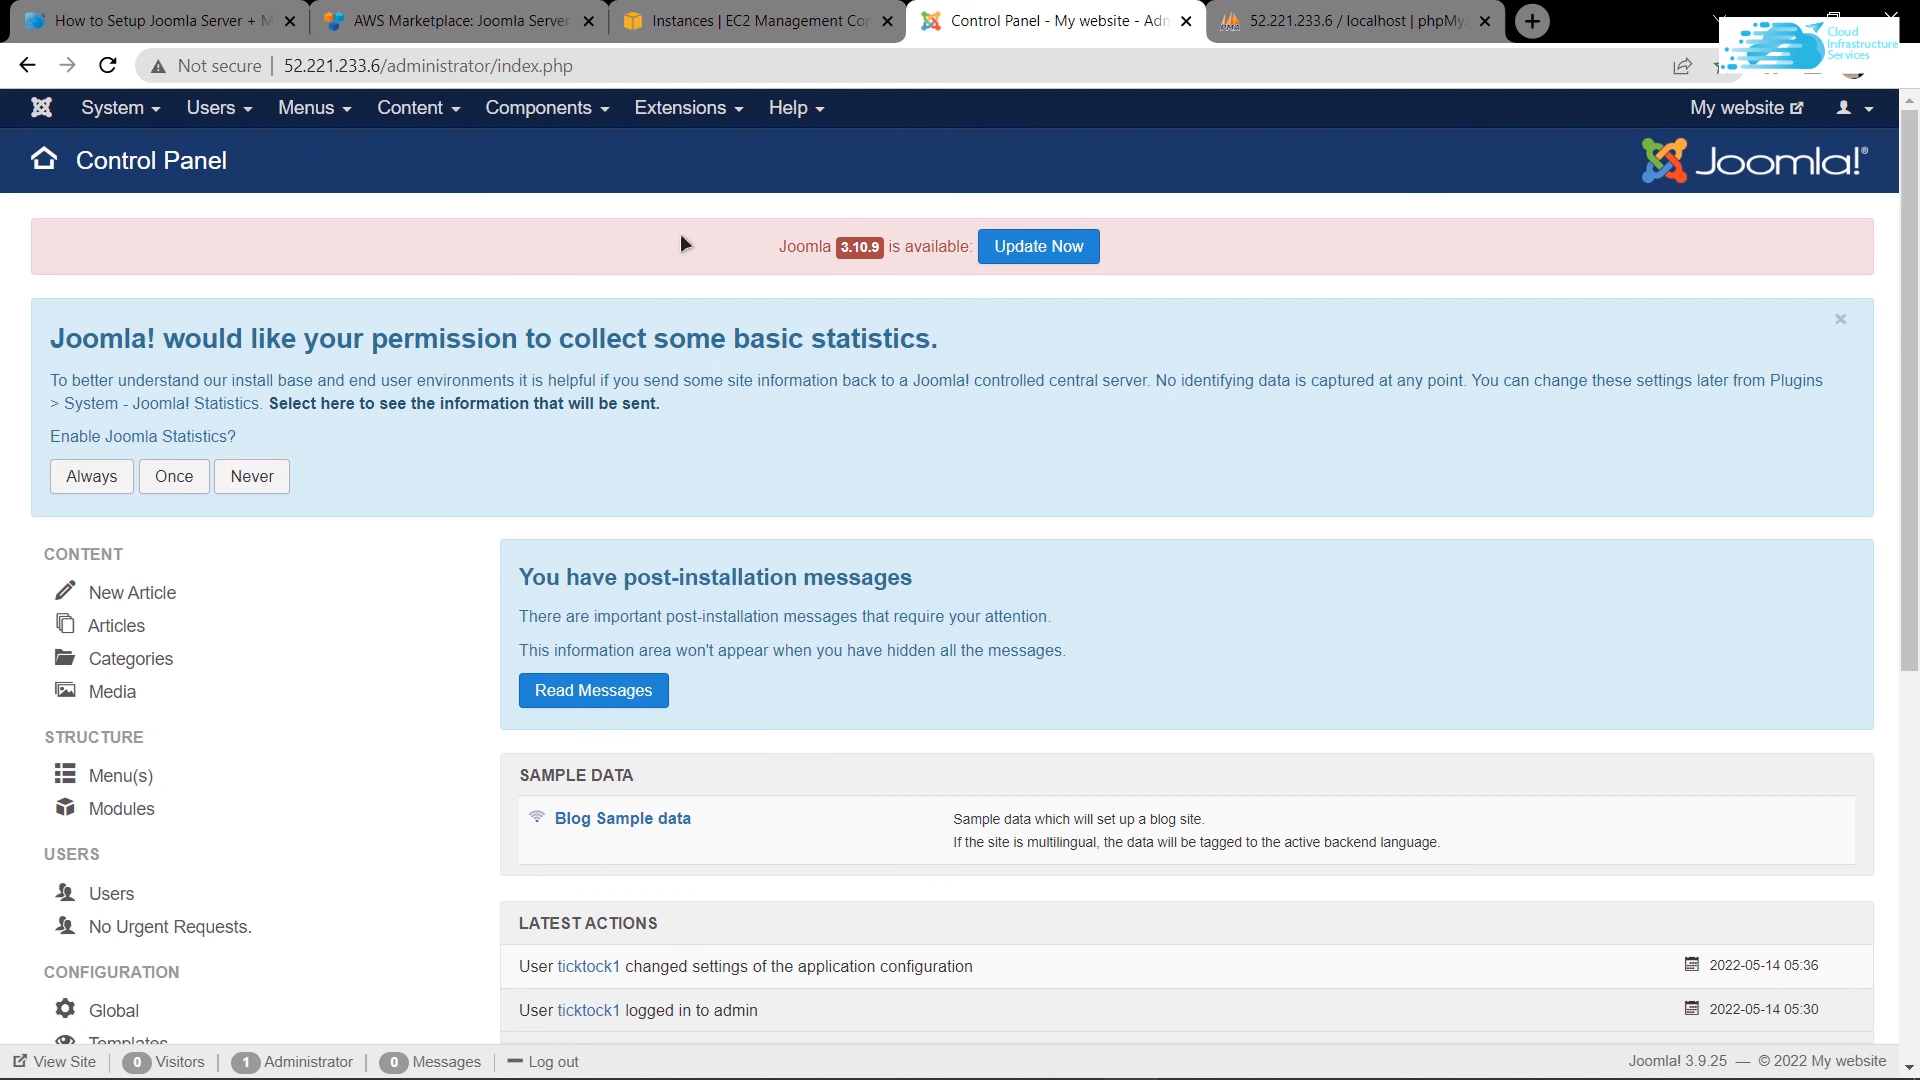 How to Setup Joomla Server + M
AWS Marketplace: Joomla Server
Instances | EC2 Management Con
Control Panel - My website - Adm
52.221.233.6 / localhost | phpMy
PMA
Cloud
Infrastructure
Services
Not secure
52.221.233.6/administrator/index.php
System
Users
Menus
Content
Components
Extensions
Help
My website
Control Panel
Joomla!®
Joomla 3.10.9 is available: Update Now
Joomla! would like your permission to collect some basic statistics.
To better understand our install base and end user environments it is helpful if you send some site information back to a Joomla! controlled central server. No identifying data is captured at any point. You can change these settings later from Plugins
> System - Joomla! Statistics. Select here to see the information that will be sent.
Enable Joomla Statistics?
Always
Once
Never
CONTENT
New Article
Articles
Categories
Media
STRUCTURE
Menu(s)
Modules
USERS
Users
No Urgent Requests.
CONFIGURATION
Global
Templates
You have post-installation messages
There are important post-installation messages that require your attention.
This information area won't appear when you have hidden all the messages.
Read Messages
SAMPLE DATA
Blog Sample data
Sample data which will set up a blog site.
If the site is multilingual, the data will be tagged to the active backend language.
LATEST ACTIONS
User ticktock1 changed settings of the application configuration
2022-05-14 05:36
User ticktock1 logged in to admin
2022-05-14 05:30
View Site
0 Visitors
1 Administrator
0 Messages
Log out
Joomla! 3.9.25 — © 2022 My website